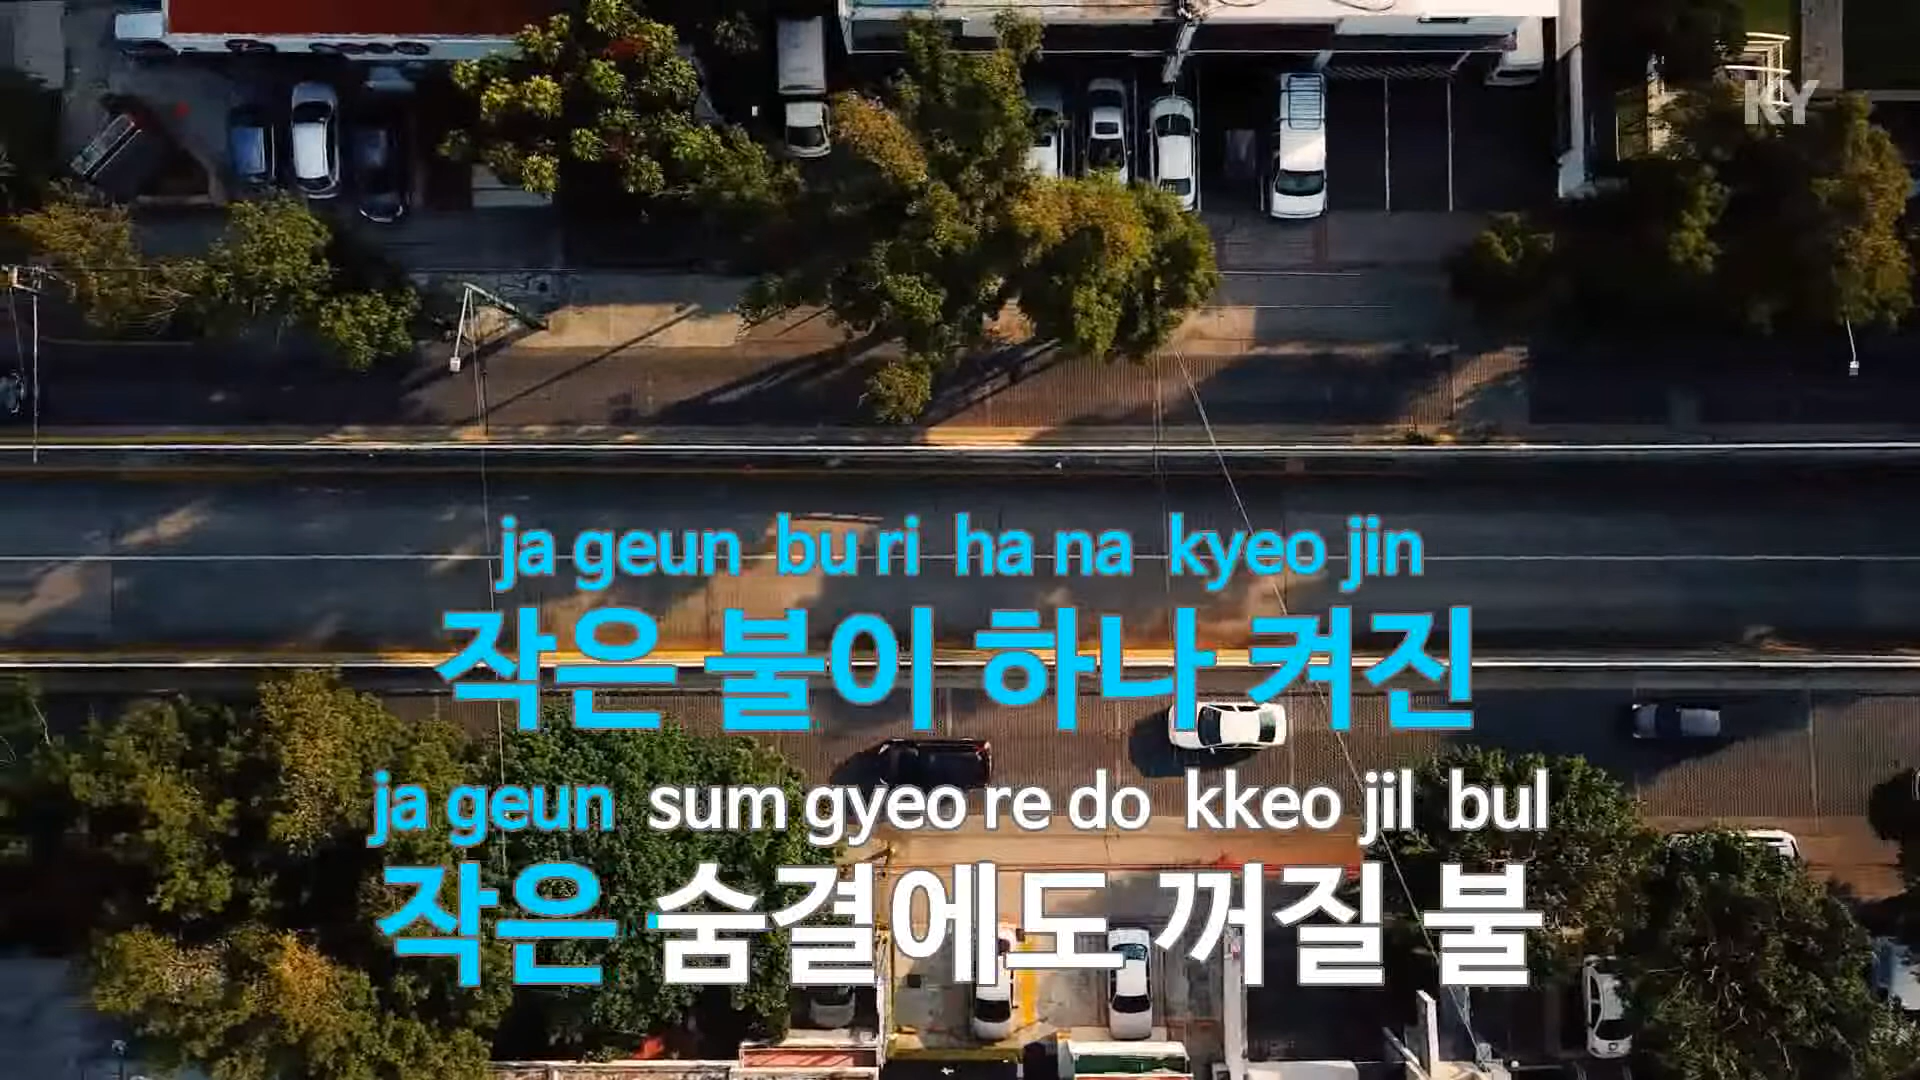 KY
ja geun bu ri ha na kyeo jin
작은 불이 하나 켜진
ja geun sum gyeo re do kkeo jil bul
작은 숨결에도 꺼질 불